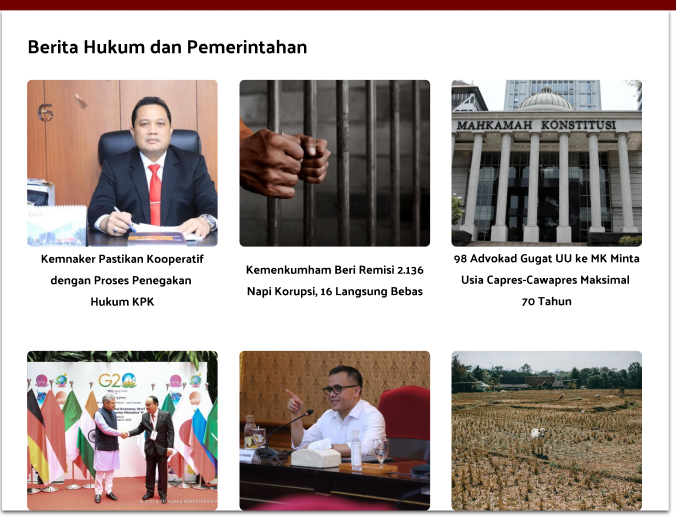 Berita Hukum dan Pemerintahan
MAHKAMAH KONSTITUSI
Kemnaker Pastikan Kooperatif
dengan Proses Penegakan
Hukum KPK
Kemenkumham Beri Remisi 2.136
Napi Korupsi, 16 Langsung Bebas
98 Advokad Gugat UU ke MK Minta
Usia Capres-Cawapres Maksimal
70 Tahun
G20